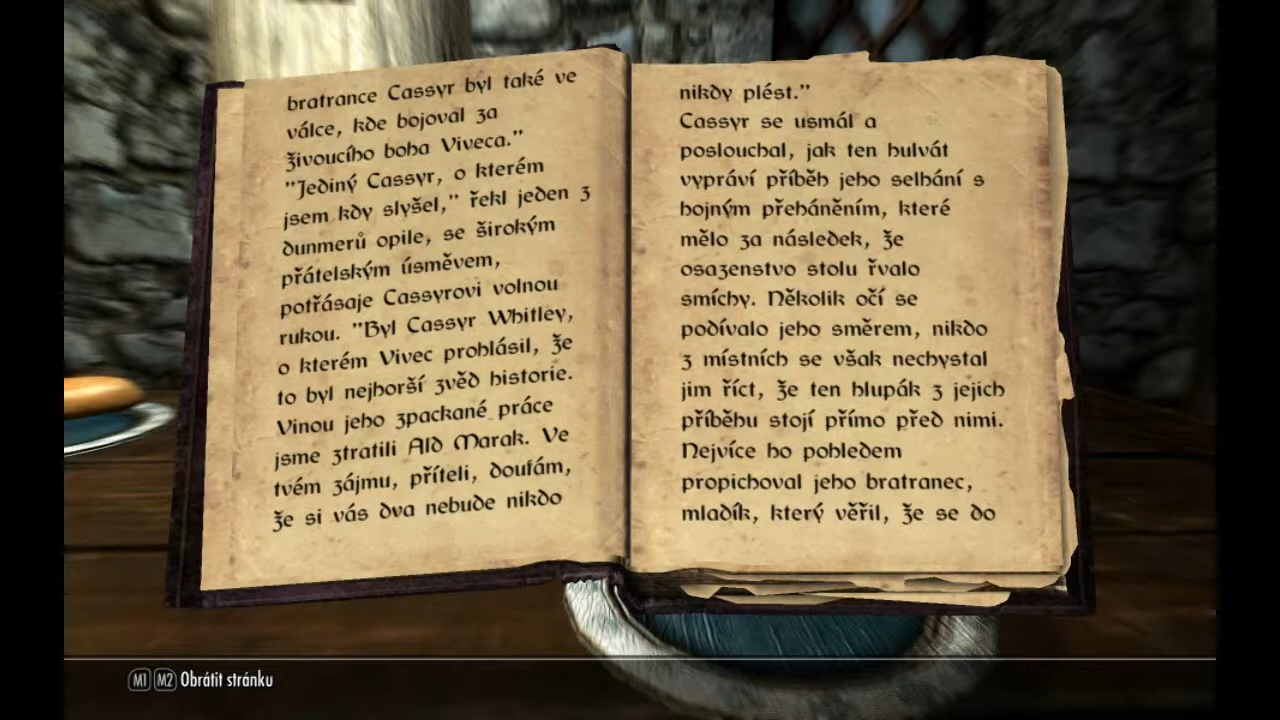 bratrance Cassyr byl také ve
válce, kde bojoval za
živoucího boha Viveca."
"Jediný Cassyr, o kterém
jsem kdy slyšel," řekl jeden z
dunmerů opile, se širokým
přátelským úsměvem,
potřásaje Cassyrovi volnou
rukou. "Byl Cassyr Whitley,
o kterém Vivec prohlásil, že
to byl nejhorší zvěd historie.
Vinou jeho zpackané práce
jsme ztratili Ald Marak. Ve
tvém zájmu, příteli, doufám,
že si vás dva nebude nikdo
nikdy plést."
Cassyr se usmál a
poslouchal, jak ten hulvát
vypráví příběh jeho selhání s
hojným přeháněním, které
mělo za následek, že
osazenstvo stolu řvalo
smíchy. Několik očí se
podívalo jeho směrem, nikdo
z místních se však nechystal
jim říct, že ten hlupák z jejich
příběhu stojí přímo před nimi.
Nejvíce ho pohledem
propichoval jeho bratranec,
mladík, který věřil, že se do
M1 M2 Obrátit stránku